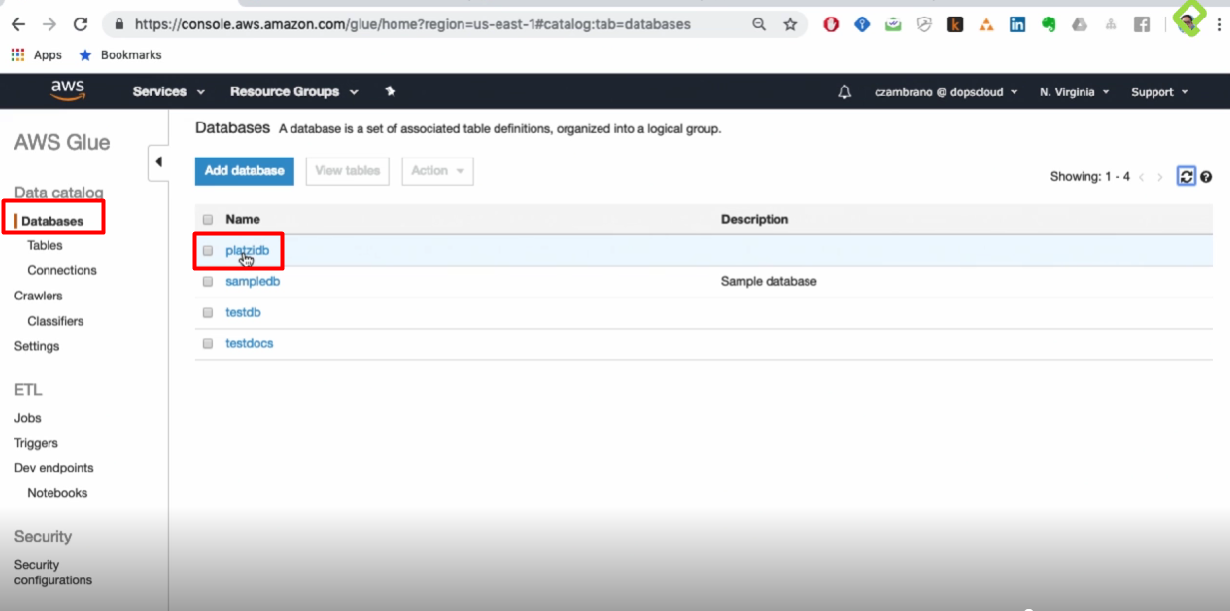 https://console.aws.amazon.com/glue/home?region=us-east-1#catalog:tab=databases
Apps Bookmarks
aws Services Resource Groups czambrano @ dopsdoud N. Virginia Support
AWS Glue
Data catalog
Databases
Tables
Connections
Crawlers
Classifiers
Settings
ETL
Jobs
Triggers
Dev endpoints
Notebooks
Security
Security
configurations
Databases A database is a set of associated table definitions, organized into a logical group.
Add database View tables Action
Showing: 1 - 4
Name Description
platzidb
sampledb Sample database
testdb
testdocs